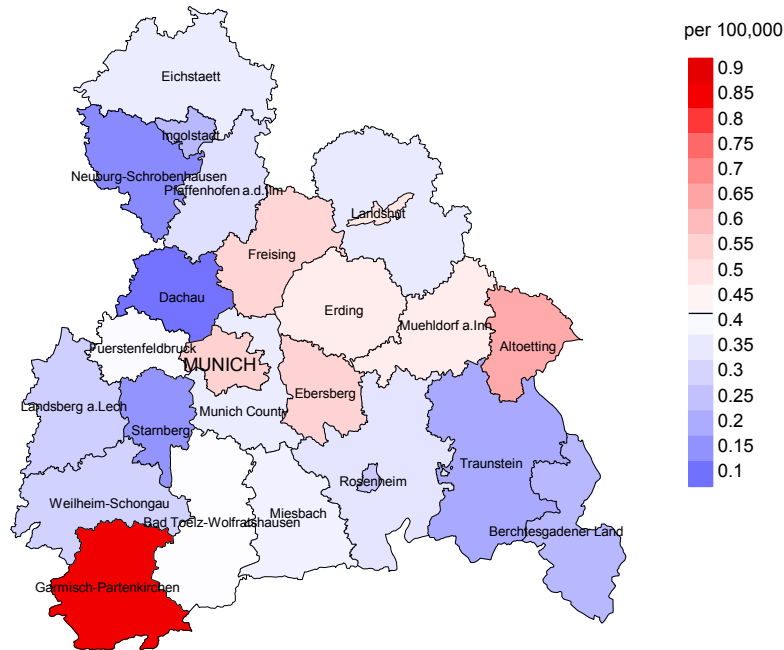 per 100,000
0.9
0.85
0.8
0.75
0.7
0.65
0.6
0.55
0.5
0.45
0.4
0.35
0.3
0.25
0.2
0.15
0.1
Eichstaett
Ingolstadt
Neuburg-Schrobenhausen
Pfaffenhofen a.d.Ilm
Landshut
Freising
Dachau
Erding
Muehldorf a.Inn
Altoetting
Fuerstenfeldbruck
MUNICH
Ebersberg
Landsberg a.Lech
Munich County
Starnberg
Traunstein
Rosenheim
Weilheim-Schongau
Miesbach
Bad Toelz-Wolfratshausen
Berchtesgadener Land
Garmisch-Partenkirchen